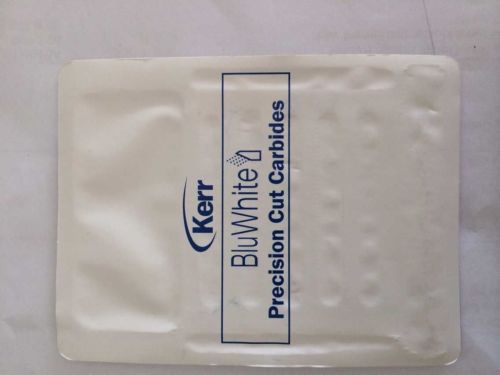 Kerr
BluWhite
Precision Cut Carbides